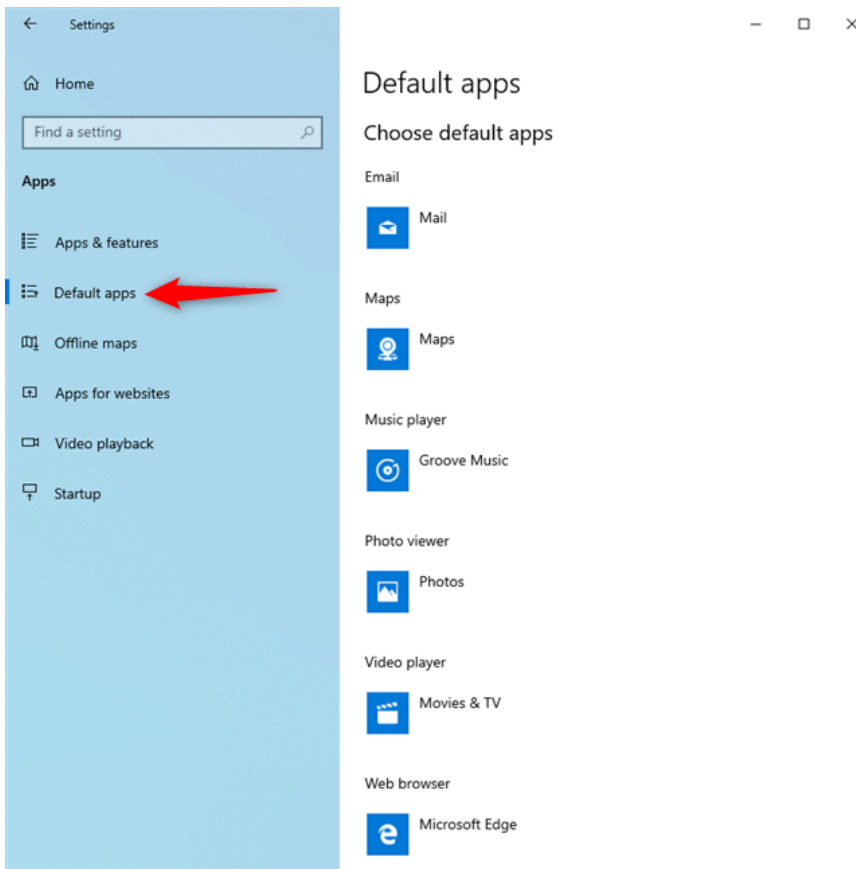 Settings
Home
Find a setting
Apps
Apps & features
Default apps
Offline maps
Apps for websites
Video playback
Startup
Default apps
Choose default apps
Email
Mail
Maps
Maps
Music player
Groove Music
Photo viewer
Photos
Video player
Movies & TV
Web browser
Microsoft Edge